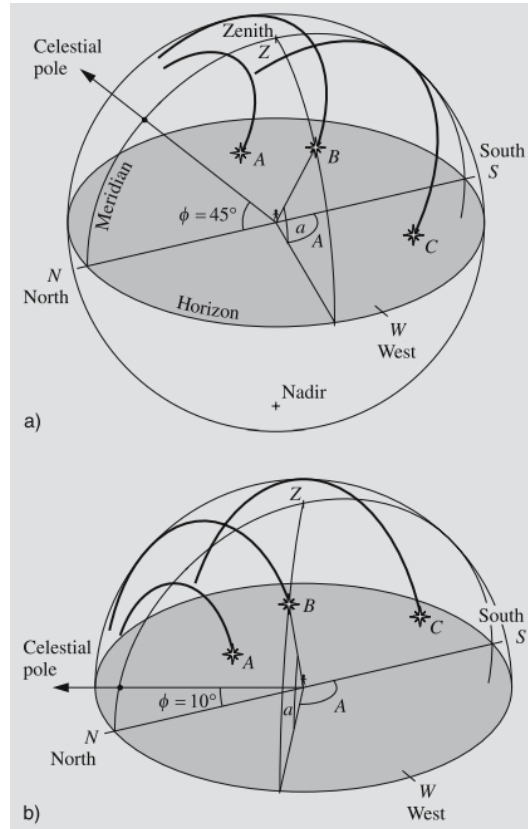 Zenith
Z
Celestial
pole
A
B
South
S
Meridian
ϕ = 45°
a
A
C
N
North
Horizon
W
West
Nadir
a)
Z
B
C
South
S
A
Celestial
pole
ϕ = 10°
a
A
N
North
W
West
b)